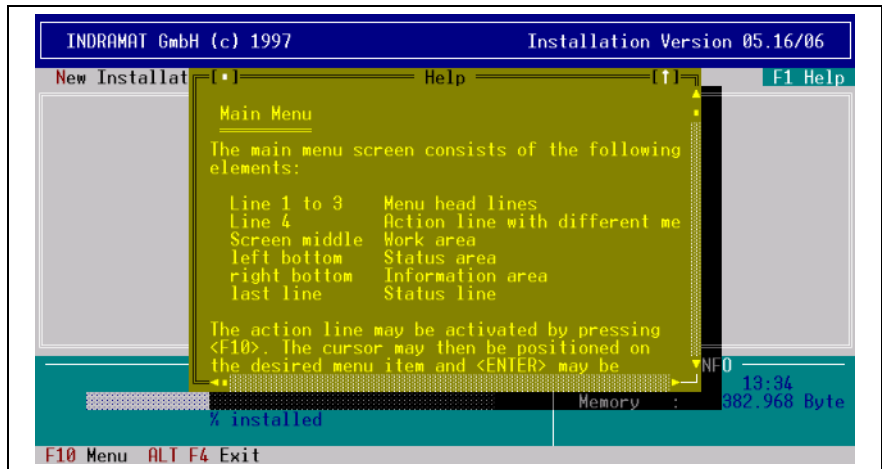 INDRAMAT GmbH (c) 1997 Installation Version 05.16/06
New Installat Help F1 Help
Main Menu
The main menu screen consists of the following
elements:
Line 1 to 3 Menu head lines
Line 4 Action line with different me
Screen middle Work area
left bottom Status area
right bottom Information area
last line Status line
The action line may be activated by pressing
<F10>. The cursor may then be positioned on
the desired menu item and <ENTER> may be
NFO
13:34
Memory : 382.968 Byte
% installed
F10 Menu ALT F4 Exit